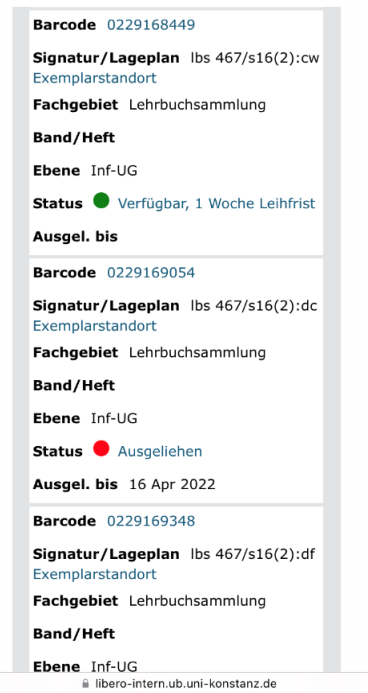 Barcode 0229168449
Signatur/Lageplan lbs 467/s16(2):cw
Exemplarstandort
Fachgebiet Lehrbuchsammlung
Band/Heft
Ebene Inf-UG
Status Verfügbar, 1 Woche Leihfrist
Ausgel. bis
Barcode 0229169054
Signatur/Lageplan lbs 467/s16(2):dc
Exemplarstandort
Fachgebiet Lehrbuchsammlung
Band/Heft
Ebene Inf-UG
Status Ausgeliehen
Ausgel. bis 16 Apr 2022
Barcode 0229169348
Signatur/Lageplan lbs 467/s16(2):df
Exemplarstandort
Fachgebiet Lehrbuchsammlung
Band/Heft
Ebene Inf-UG
libero-intern.ub.uni-konstanz.de